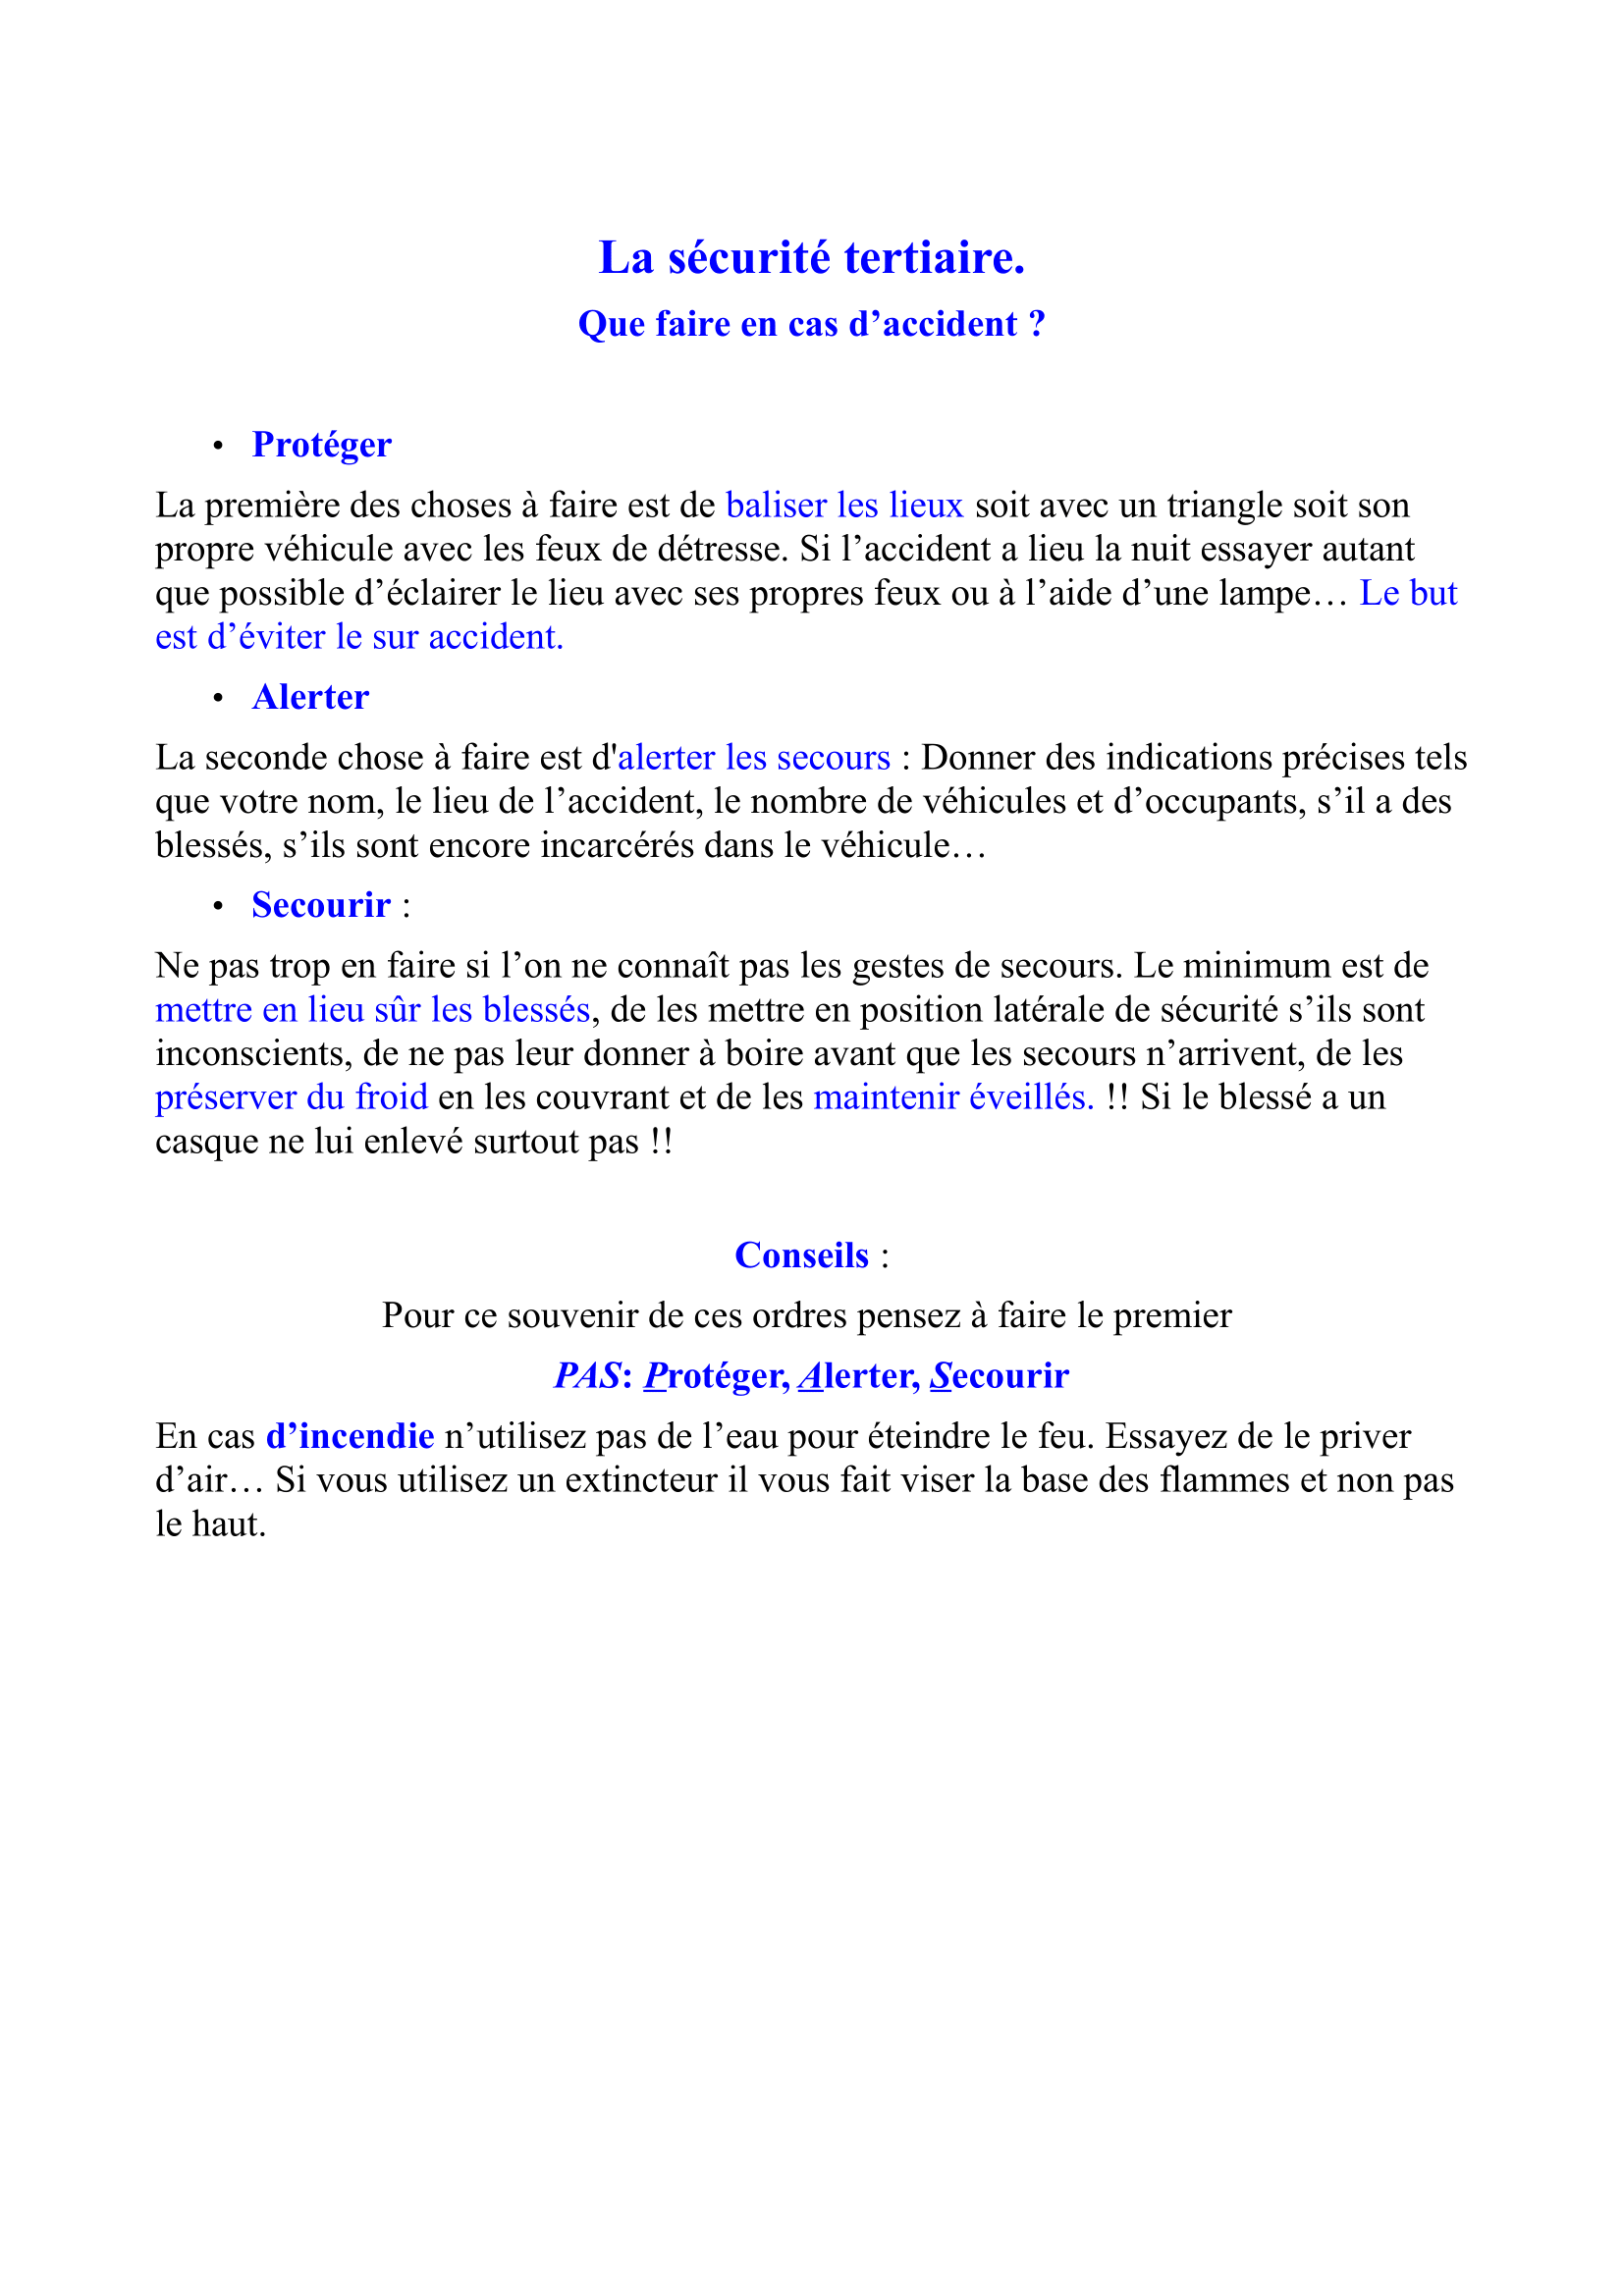 La sécurité tertiaire.
Que faire en cas d’accident ?
• Protéger
La première des choses à faire est de baliser les lieux soit avec un triangle soit son
propre véhicule avec les feux de détresse. Si l’accident a lieu la nuit essayer autant
que possible d’éclairer le lieu avec ses propres feux ou à l’aide d’une lampe… Le but
est d’éviter le sur accident.
• Alerter
La seconde chose à faire est d'alerter les secours : Donner des indications précises tels
que votre nom, le lieu de l’accident, le nombre de véhicules et d’occupants, s’il a des
blessés, s’ils sont encore incarcérés dans le véhicule…
• Secourir :
Ne pas trop en faire si l’on ne connaît pas les gestes de secours. Le minimum est de
mettre en lieu sûr les blessés, de les mettre en position latérale de sécurité s’ils sont
inconscients, de ne pas leur donner à boire avant que les secours n’arrivent, de les
préserver du froid en les couvrant et de les maintenir éveillés. !! Si le blessé a un
casque ne lui enlevé surtout pas !!
Conseils :
Pour ce souvenir de ces ordres pensez à faire le premier
PAS: Protéger, Alerter, Secourir
En cas d’incendie n’utilisez pas de l’eau pour éteindre le feu. Essayez de le priver
d’air… Si vous utilisez un extincteur il vous fait viser la base des flammes et non pas
le haut.